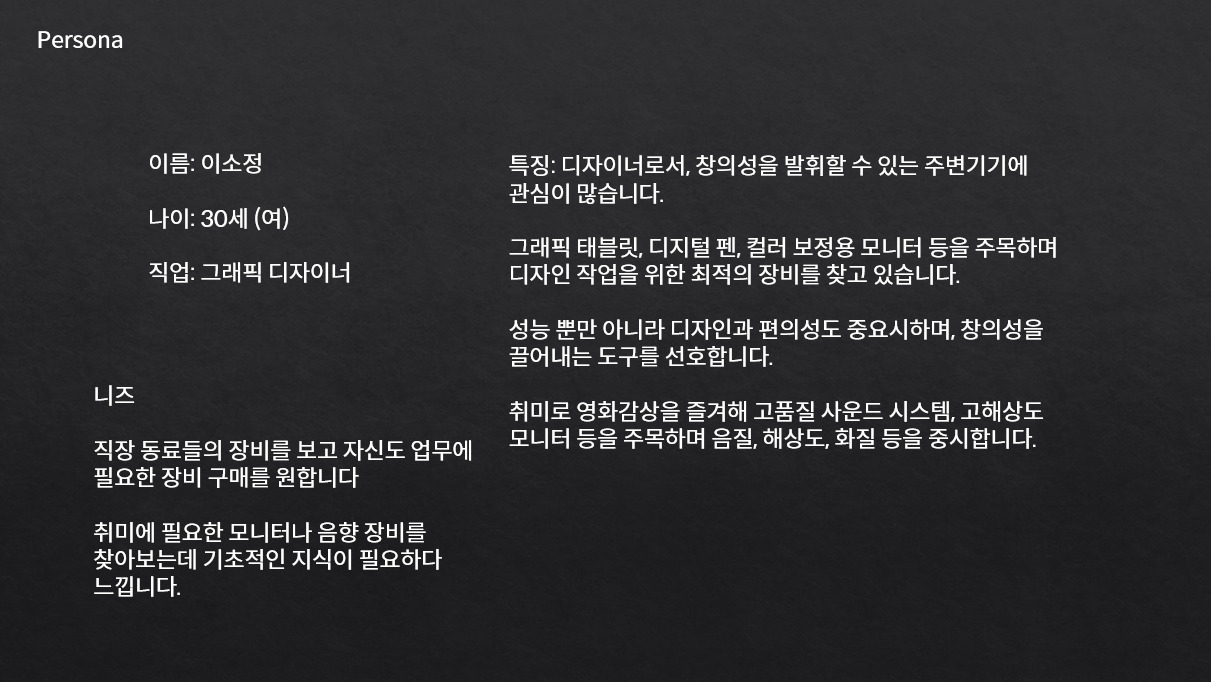 Persona
이름: 이소정
나이: 30세 (여)
직업: 그래픽 디자이너
니즈
직장 동료들의 장비를 보고 자신도 업무에
필요한 장비 구매를 원합니다
취미에 필요한 모니터나 음향 장비를
찾아보는데 기초적인 지식이 필요하다
느낍니다.
특징: 디자이너로서, 창의성을 발휘할 수 있는 주변기기에
관심이 많습니다.
그래픽 태블릿, 디지털 펜, 컬러 보정용 모니터 등을 주목하며
디자인 작업을 위한 최적의 장비를 찾고 있습니다.
성능 뿐만 아니라 디자인과 편의성도 중요시하며, 창의성을
끌어내는 도구를 선호합니다.
취미로 영화감상을 즐겨해 고품질 사운드 시스템, 고해상도
모니터 등을 주목하며 음질, 해상도, 화질 등을 중시합니다.